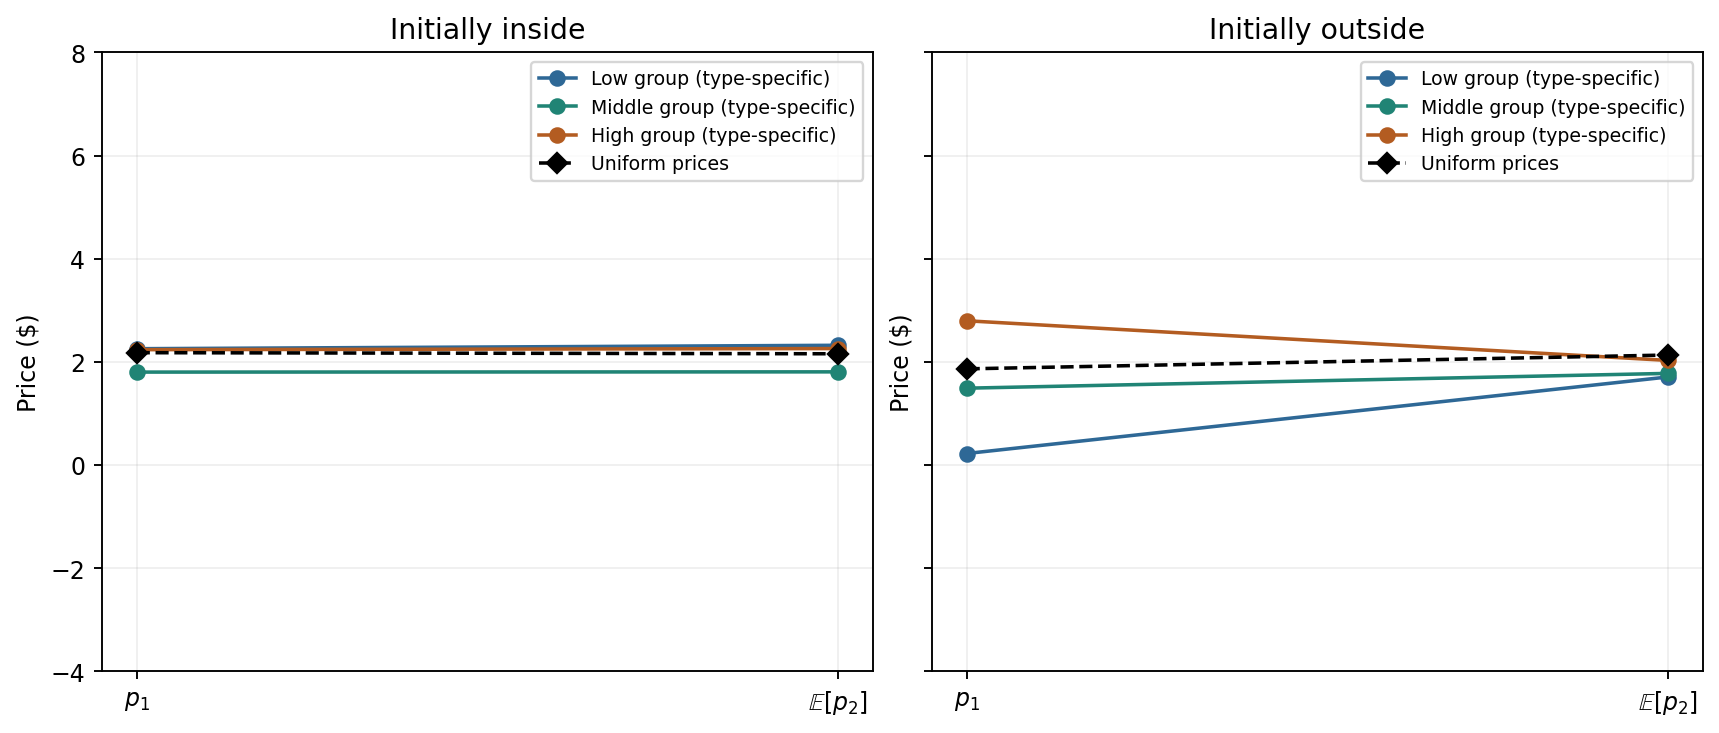 Initially inside
Price ($)
8
6
4
2
0
−2
−4
Low group (type-specific)
Middle group (type-specific)
High group (type-specific)
Uniform prices
p₁
𝔼[p₂]
Initially outside
Price ($)
Low group (type-specific)
Middle group (type-specific)
High group (type-specific)
Uniform prices
p₁
𝔼[p₂]